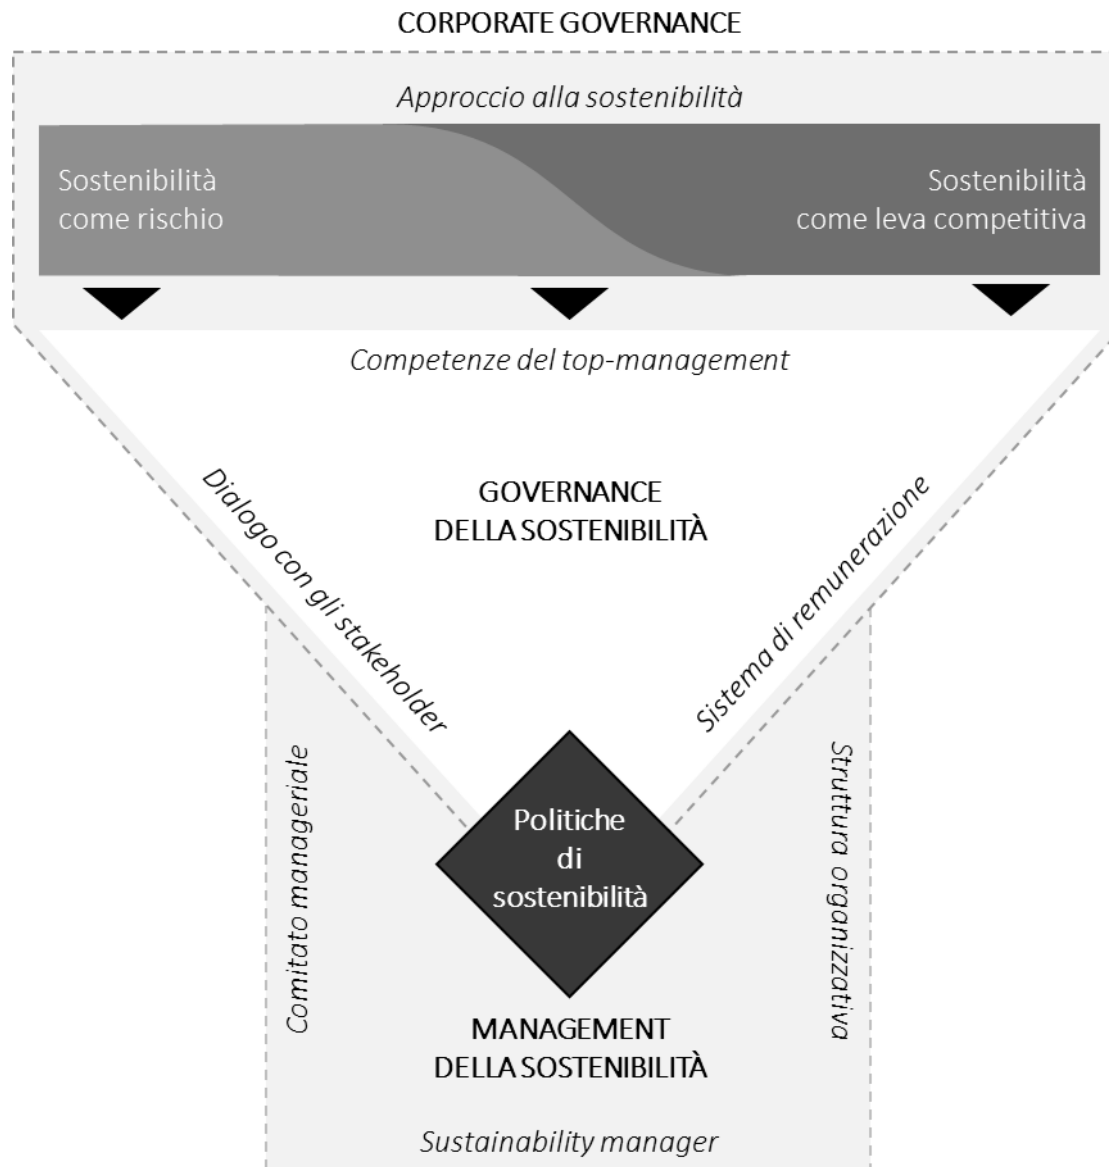 CORPORATE GOVERNANCE
Approccio alla sostenibilità
Sostenibilità
come rischio
Sostenibilità
come leva competitiva
Competenze del top-management
Dialogo con gli stakeholder
GOVERNANCE
DELLA SOSTENIBILITÀ
Sistema di remunerazione
Comitato manageriale
Politiche
di
sostenibilità
Struttura organizzativa
MANAGEMENT
DELLA SOSTENIBILITÀ
Sustainability manager